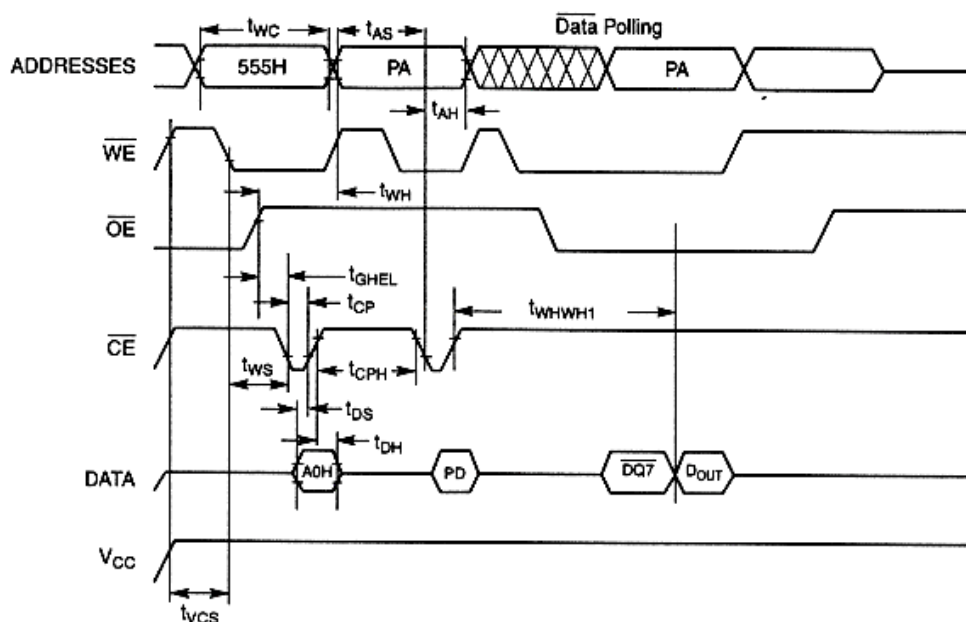 tWC tAS Data Polling
ADDRESSES 555H PA PA
tAH
WE
tWH
OE
tGHEL
tCP
tWHWH1
CE
tWS tCPH
tDS
tDH
DATA A0H PD DQ7 DOUT
VCC
tVCS